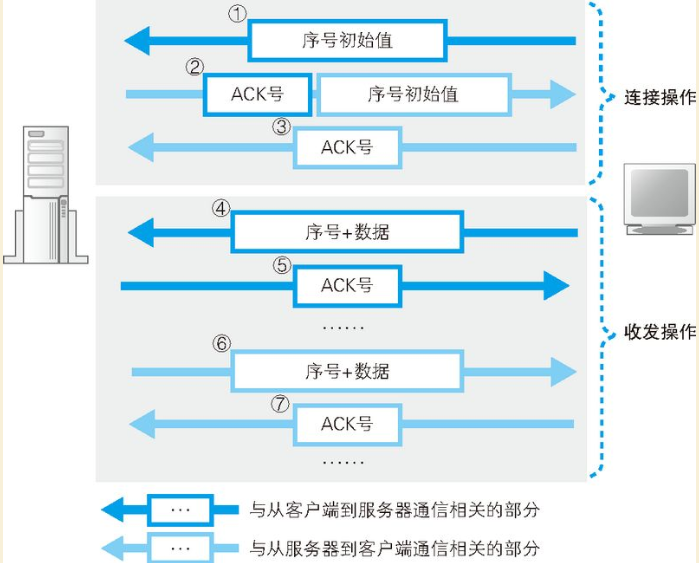 ①
序号初始值
②
ACK号 序号初始值
连接操作
③
ACK号
④
序号+数据
⑤
ACK号
……
收发操作
⑥
序号+数据
⑦
ACK号
……
… 与从客户端到服务器通信相关的部分
… 与从服务器到客户端通信相关的部分